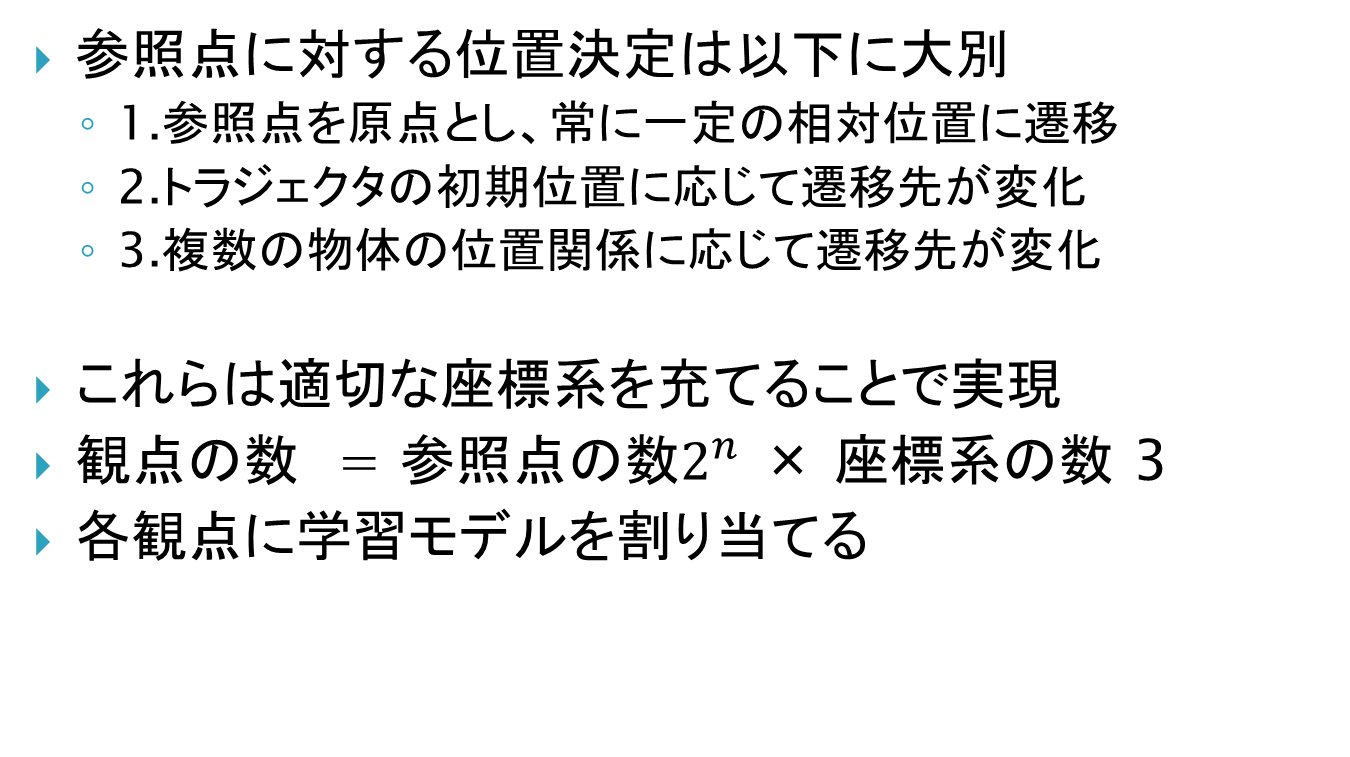 参照点に対する位置決定は以下に大別
1.参照点を原点とし、常に一定の相対位置に遷移
2.トラジェクタの初期位置に応じて遷移先が変化
3.複数の物体の位置関係に応じて遷移先が変化
これらは適切な座標系を充てることで実現
観点の数 = 参照点の数2ⁿ × 座標系の数 3
各観点に学習モデルを割り当てる